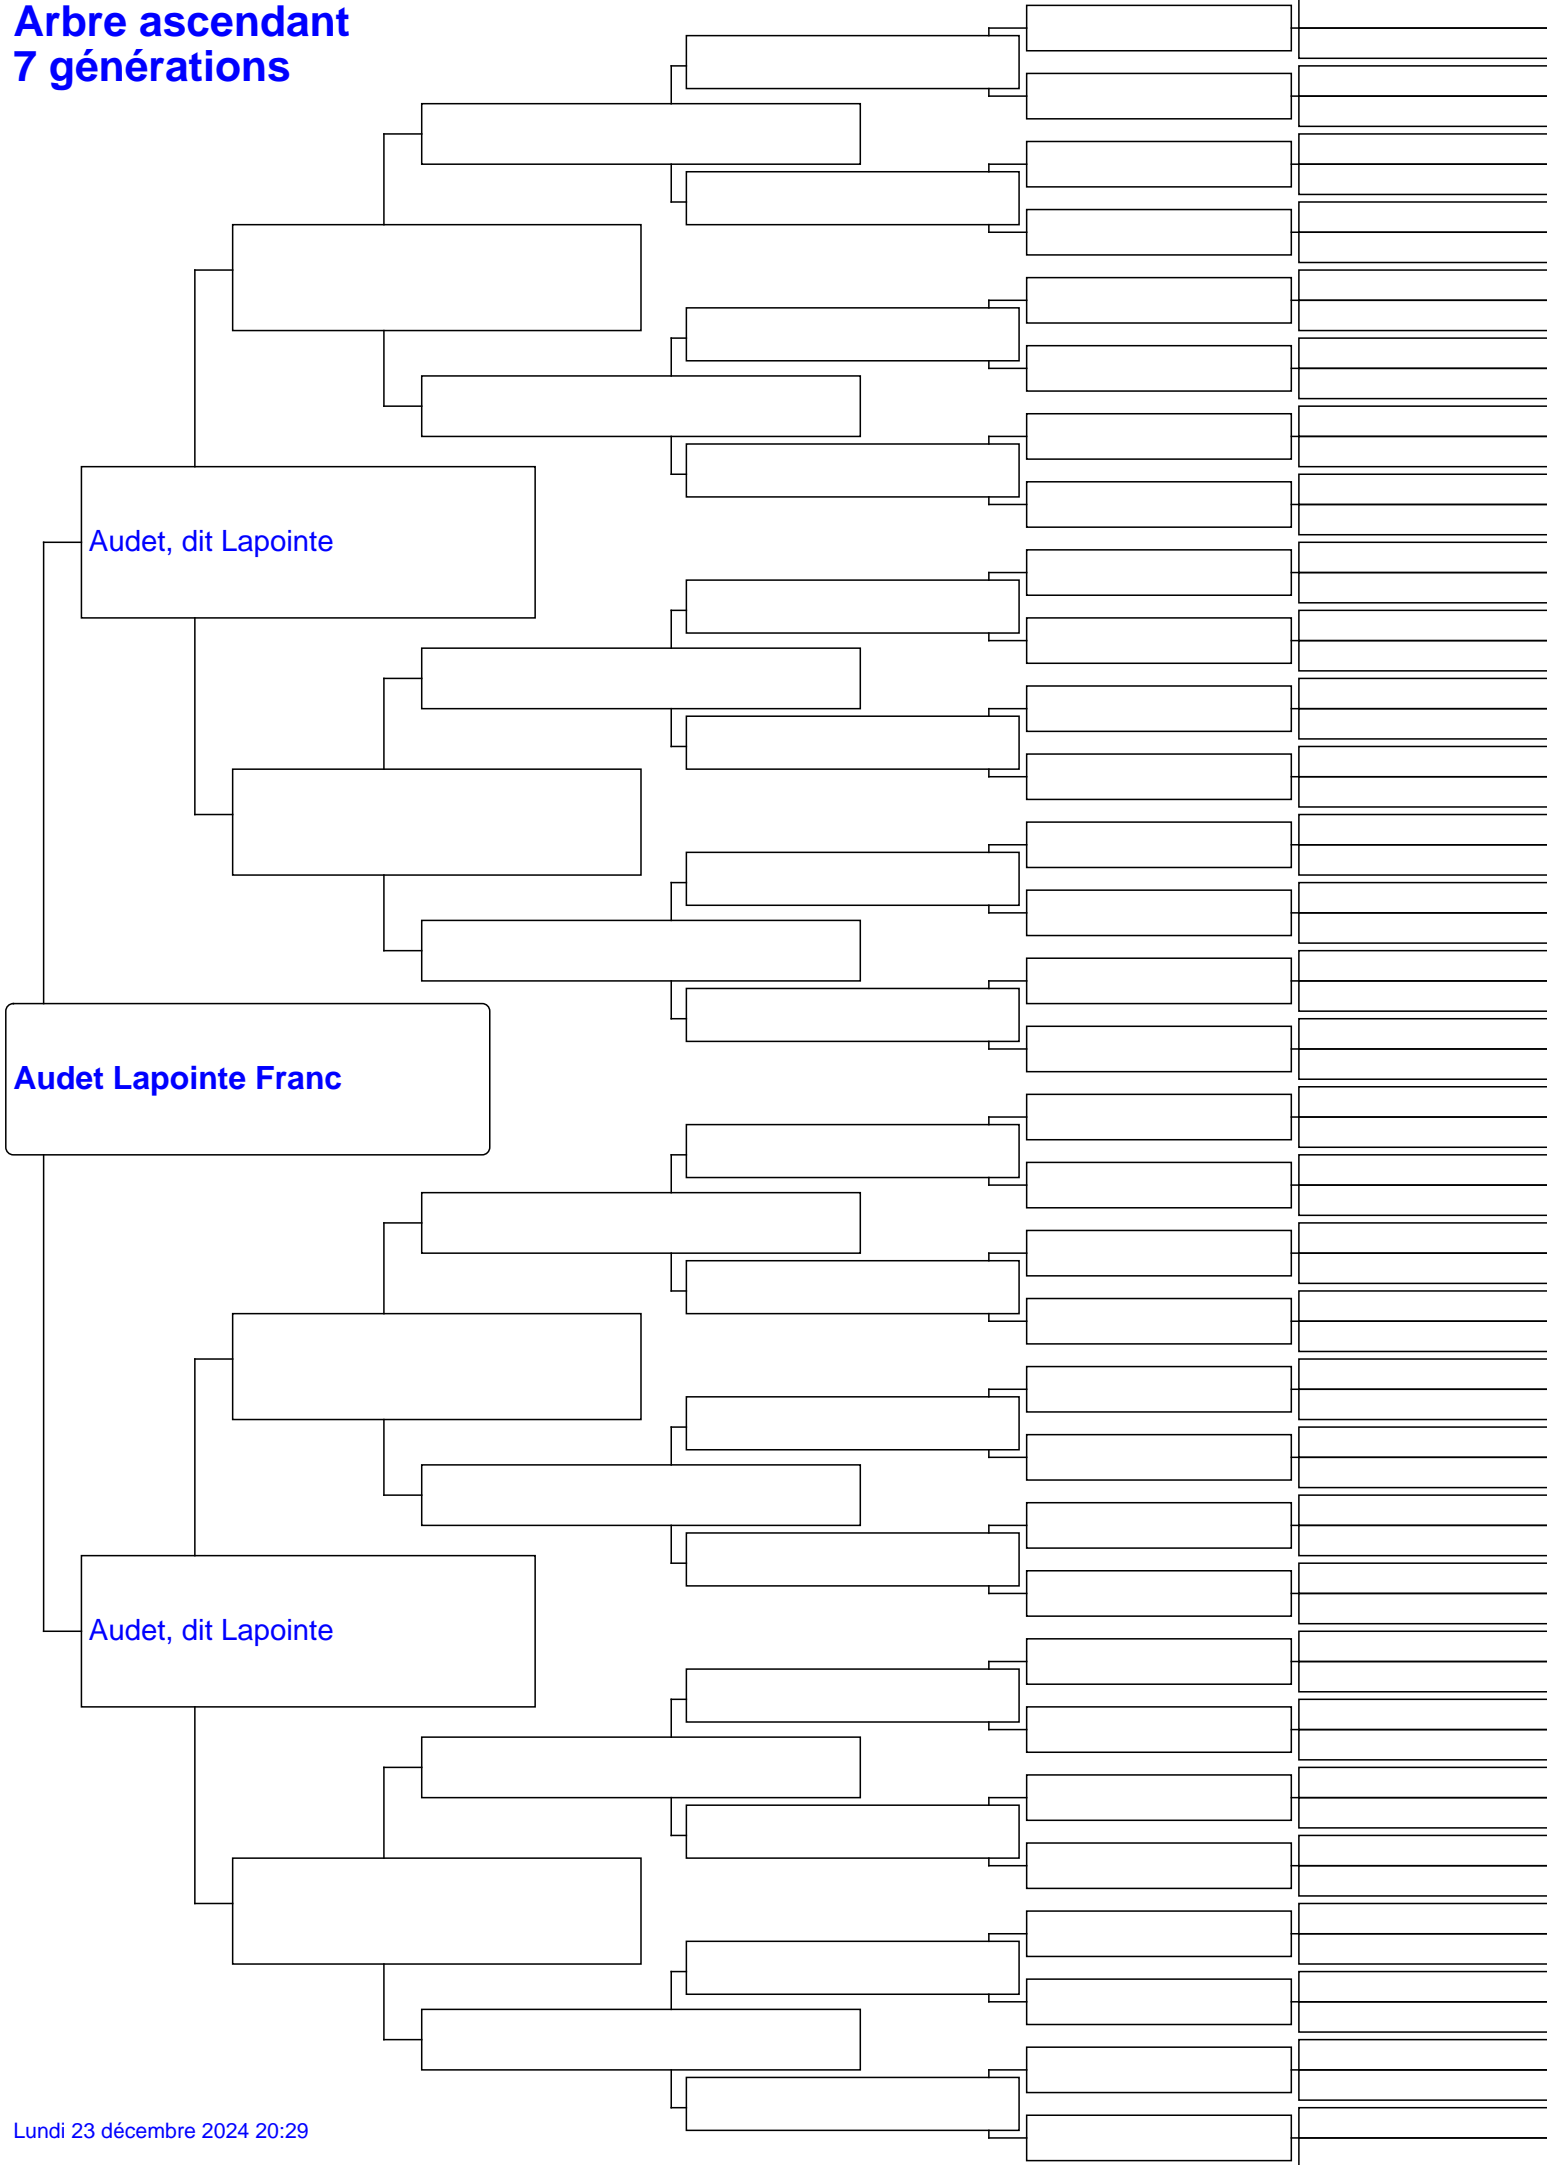 Arbre ascendant
7 générations
Audet, dit Lapointe
Audet Lapointe Franc
Audet, dit Lapointe
Lundi 23 décembre 2024 20:29